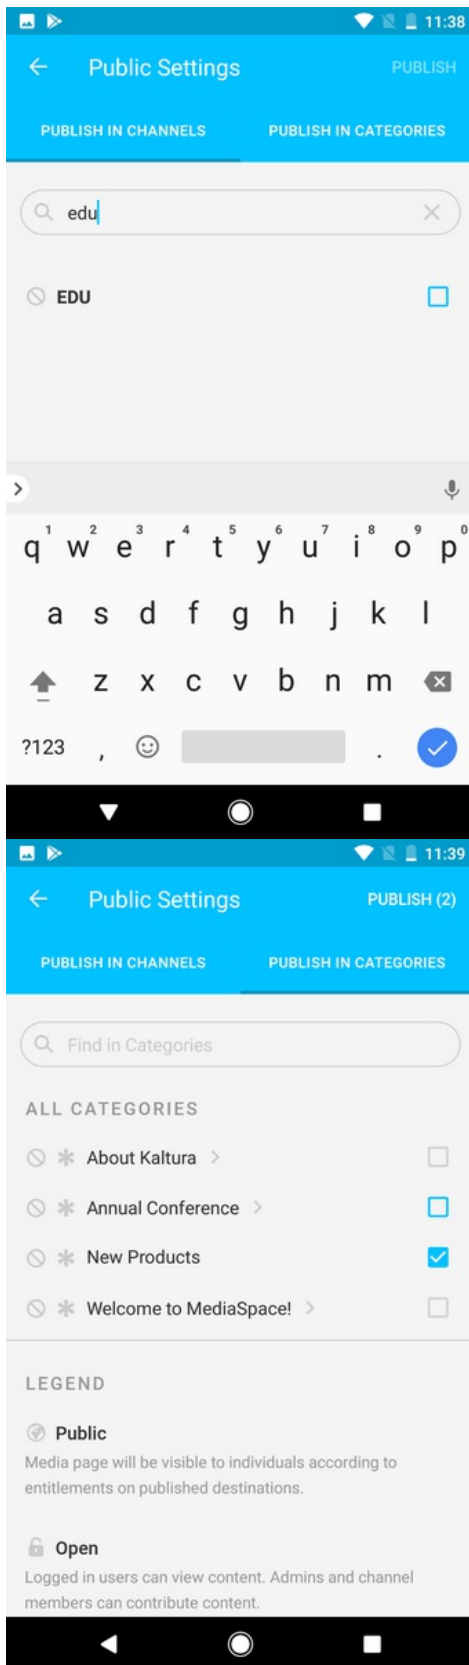 11:38
Public Settings PUBLISH
PUBLISH IN CHANNELS PUBLISH IN CATEGORIES
edu
EDU
1 2 3 4 5 6 7 8 9 0
q w e r t y u i o p
a s d f g h j k l
z x c v b n m
?123 , .
11:39
Public Settings PUBLISH (2)
PUBLISH IN CHANNELS PUBLISH IN CATEGORIES
Find in Categories
ALL CATEGORIES
About Kaltura
Annual Conference
New Products
Welcome to MediaSpace!
LEGEND
Public
Media page will be visible to individuals according to
entitlements on published destinations.
Open
Logged in users can view content. Admins and channel
members can contribute content.